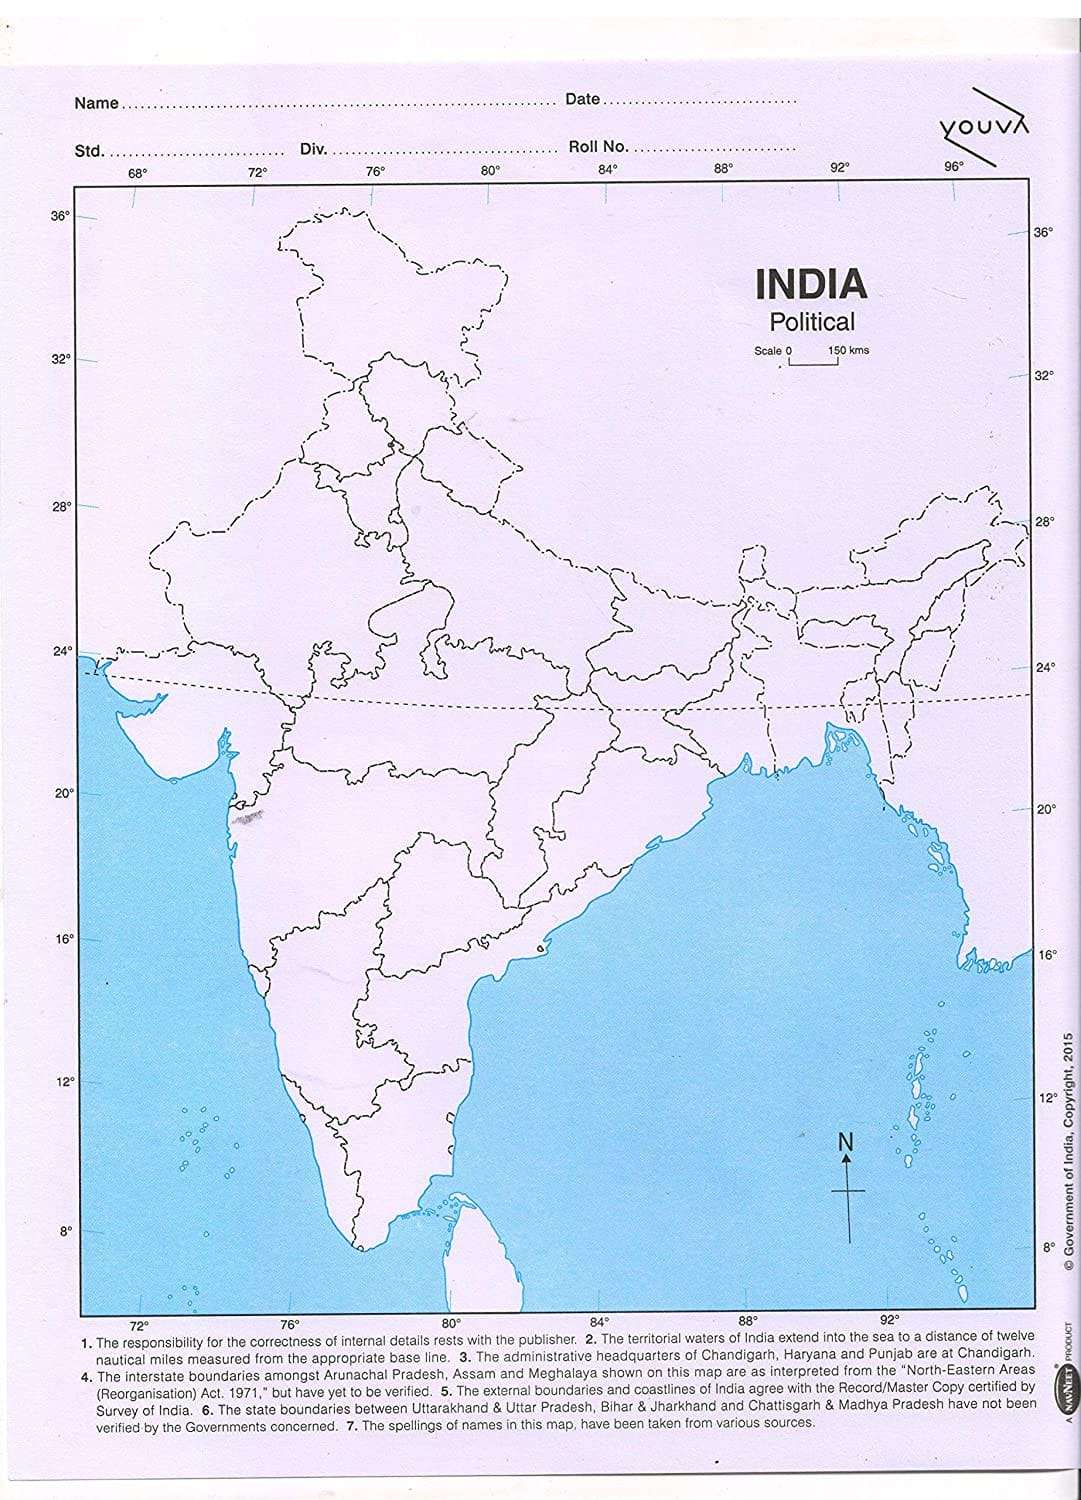 Name.......... Date..........
youva
Std........... Div. .......... Roll No. ..........
68° 72° 76° 80° 84° 88° 92° 96°
36° 36°
INDIA
Political
Scale 0 150 kms
32° 32°
28° 28°
24° 24°
20° 20°
16° 16°
12° 12°
N
8° 8°
72° 76° 80° 84° 88° 92°
© Government of India, Copyright, 2015
A NAVNEET® PRODUCT
1. The responsibility for the correctness of internal details rests with the publisher. 2. The territorial waters of India extend into the sea to a distance of twelve
nautical miles measured from the appropriate base line. 3. The administrative headquarters of Chandigarh, Haryana and Punjab are at Chandigarh.
4. The interstate boundaries amongst Arunachal Pradesh, Assam and Meghalaya shown on this map are as interpreted from the "North-Eastern Areas
(Reorganisation) Act. 1971," but have yet to be verified. 5. The external boundaries and coastlines of India agree with the Record/Master Copy certified by
Survey of India. 6. The state boundaries between Uttarakhand & Uttar Pradesh, Bihar & Jharkhand and Chattisgarh & Madhya Pradesh have not been
verified by the Governments concerned. 7. The spellings of names in this map, have been taken from various sources.